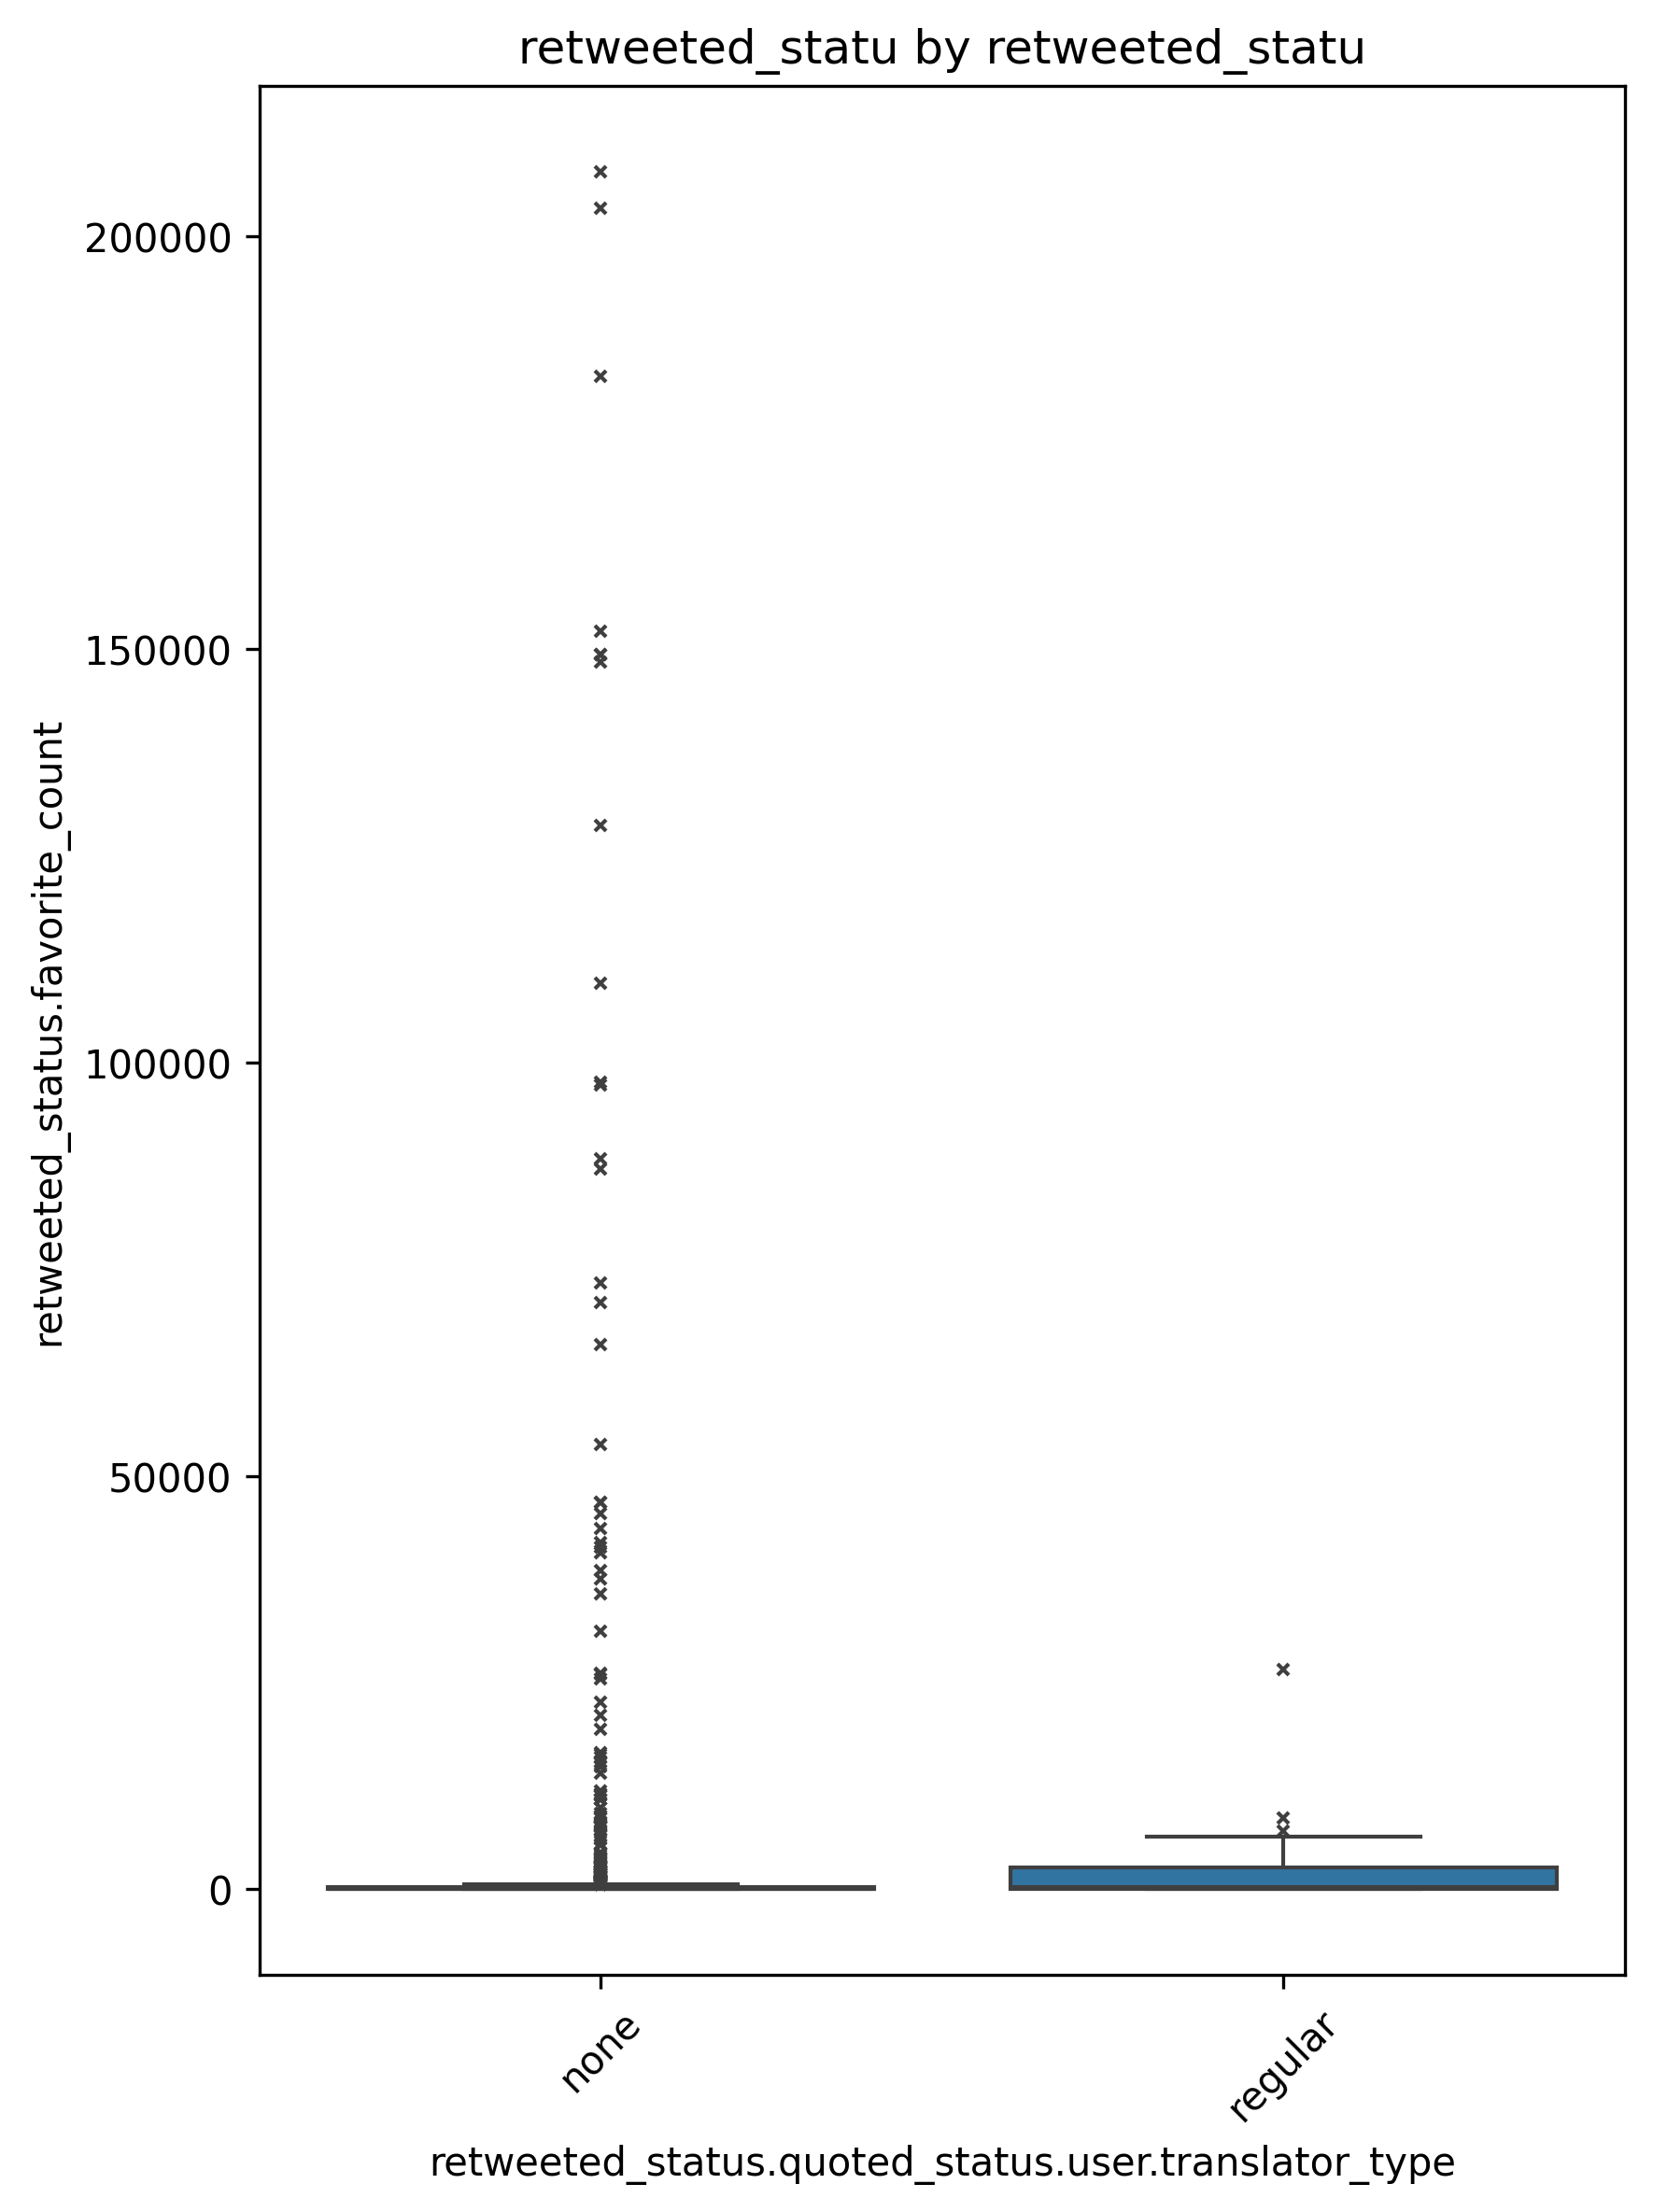 retweeted_statu by retweeted_statu
retweeted_status.favorite_count
200000
150000
100000
50000
0
none
regular
retweeted_status.quoted_status.user.translator_type